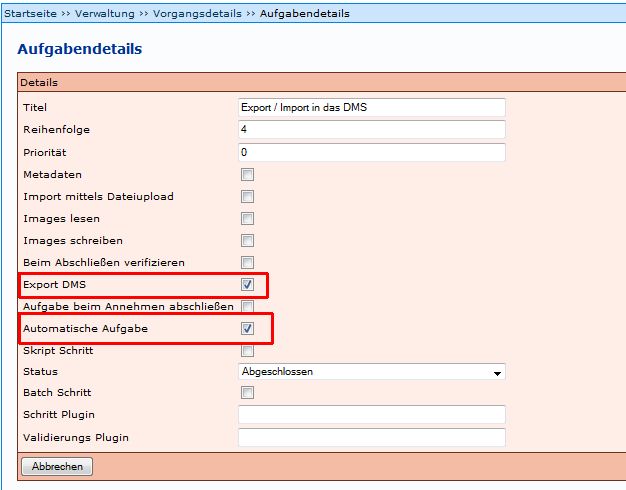 Startseite ›› Verwaltung ›› Vorgangsdetails ›› Aufgabendetails
Aufgabendetails
Details
Titel Export / Import in das DMS
Reihenfolge 4
Priorität 0
Metadaten
Import mittels Dateiupload
Images lesen
Images schreiben
Beim Abschließen verifizieren
Export DMS
Aufgabe beim Annehmen abschließen
Automatische Aufgabe
Skript Schritt
Status Abgeschlossen
Batch Schritt
Schritt Plugin
Validierungs Plugin
Abbrechen